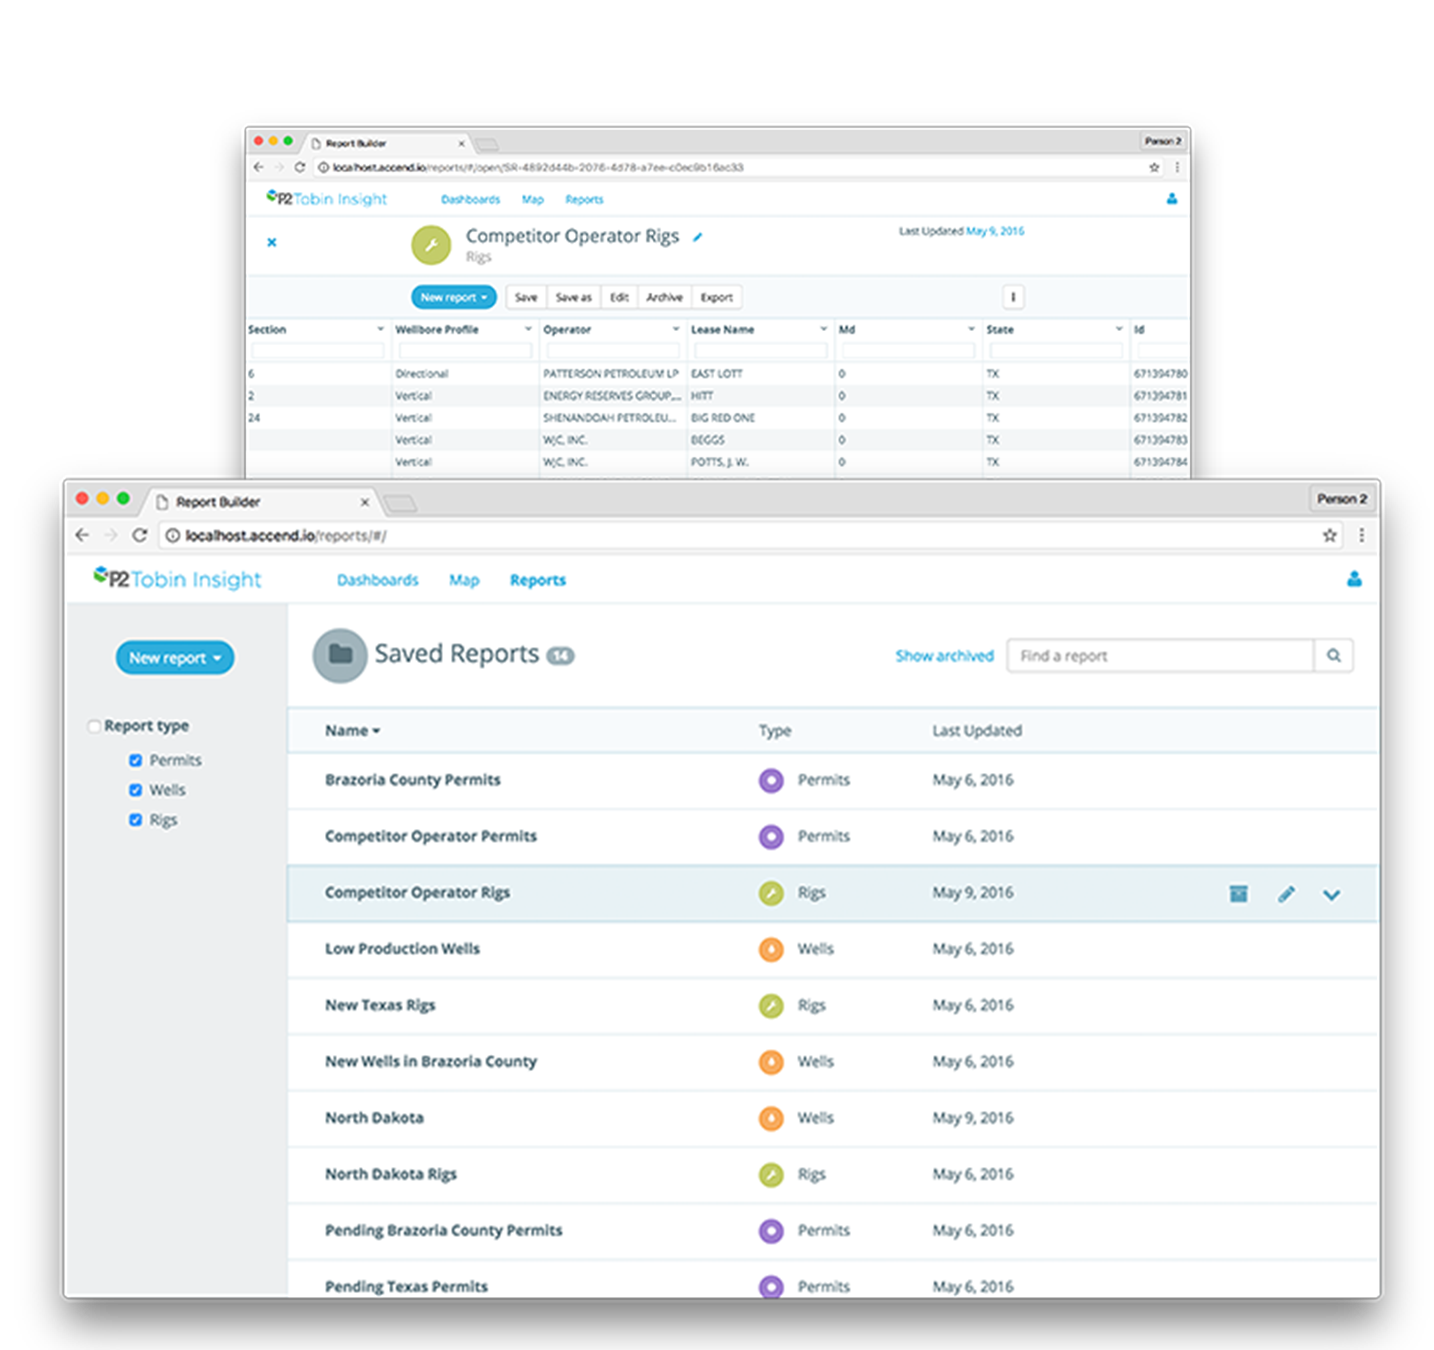 Report Builder
Person 2
localhost.accend.io/reports/#/open/SR-4892d44b-2076-4d78-a7ee-c0ec9b16ac33
P2 Tobin Insight Dashboards Map Reports
Competitor Operator Rigs Last Updated May 9, 2016
Rigs
New report Save Save as Edit Archive Export
Section Wellbore Profile Operator Lease Name Md State Id
6 Directional PATTERSON PETROLEUM LP EAST LOTT 0 TX 671394780
2 Vertical ENERGY RESERVES GROUP,... HITT 0 TX 671394781
24 Vertical SHENANDOAH PETROLEU... BIG RED ONE 0 TX 671394782
Vertical WJC, INC. BEGGS 0 TX 671394783
Vertical WJC, INC. POTTS, J. W. 0 TX 671394784
Report Builder
Person 2
localhost.accend.io/reports/#/
P2 Tobin Insight Dashboards Map Reports
New report
Saved Reports 14 Show archived Find a report
Report type
Permits
Wells
Rigs
Name Type Last Updated
Brazoria County Permits Permits May 6, 2016
Competitor Operator Permits Permits May 6, 2016
Competitor Operator Rigs Rigs May 9, 2016
Low Production Wells Wells May 6, 2016
New Texas Rigs Rigs May 6, 2016
New Wells in Brazoria County Wells May 6, 2016
North Dakota Wells May 9, 2016
North Dakota Rigs Rigs May 6, 2016
Pending Brazoria County Permits Permits May 6, 2016
Pending Texas Permits Permits May 6, 2016